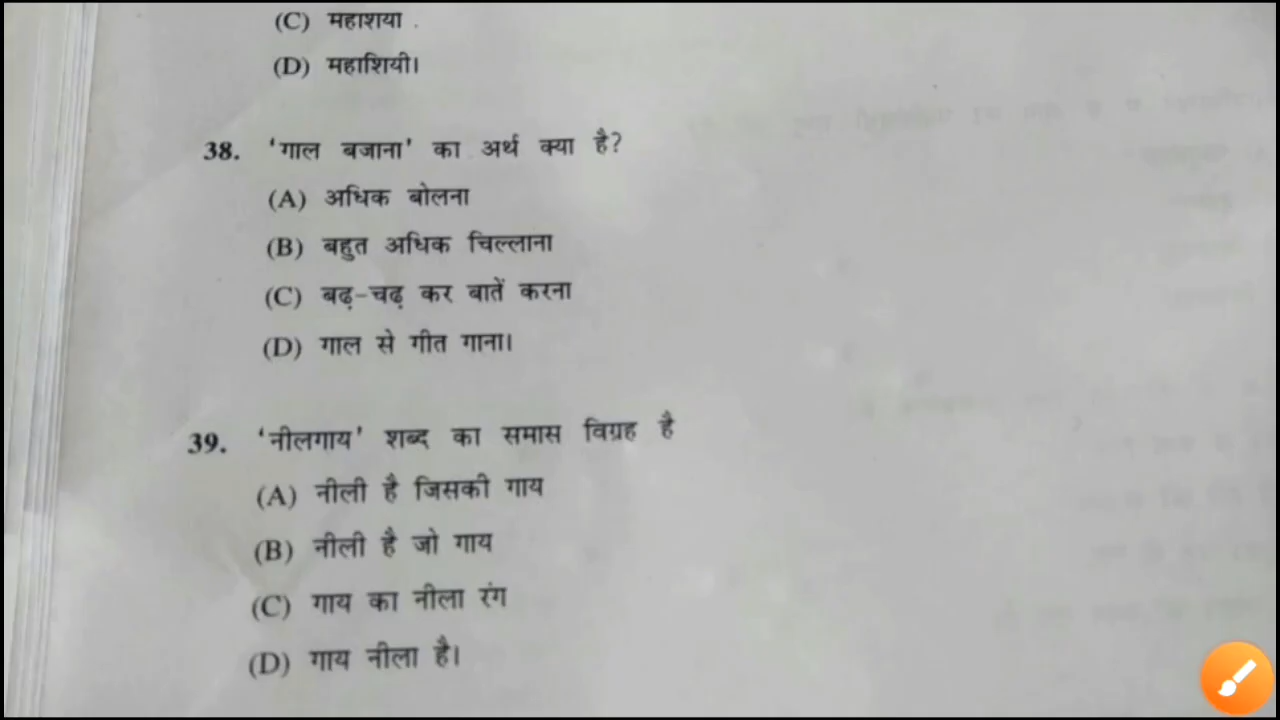 (C) महाशया
(D) महाशियी।
38. 'गाल बजाना' का अर्थ क्या है?
(A) अधिक बोलना
(B) बहुत अधिक चिल्लाना
(C) बढ़-चढ़ कर बातें करना
(D) गाल से गीत गाना।
39. 'नीलगाय' शब्द का समास विग्रह है
(A) नीली है जिसकी गाय
(B) नीली है जो गाय
(C) गाय का नीला रंग
(D) गाय नीला है।